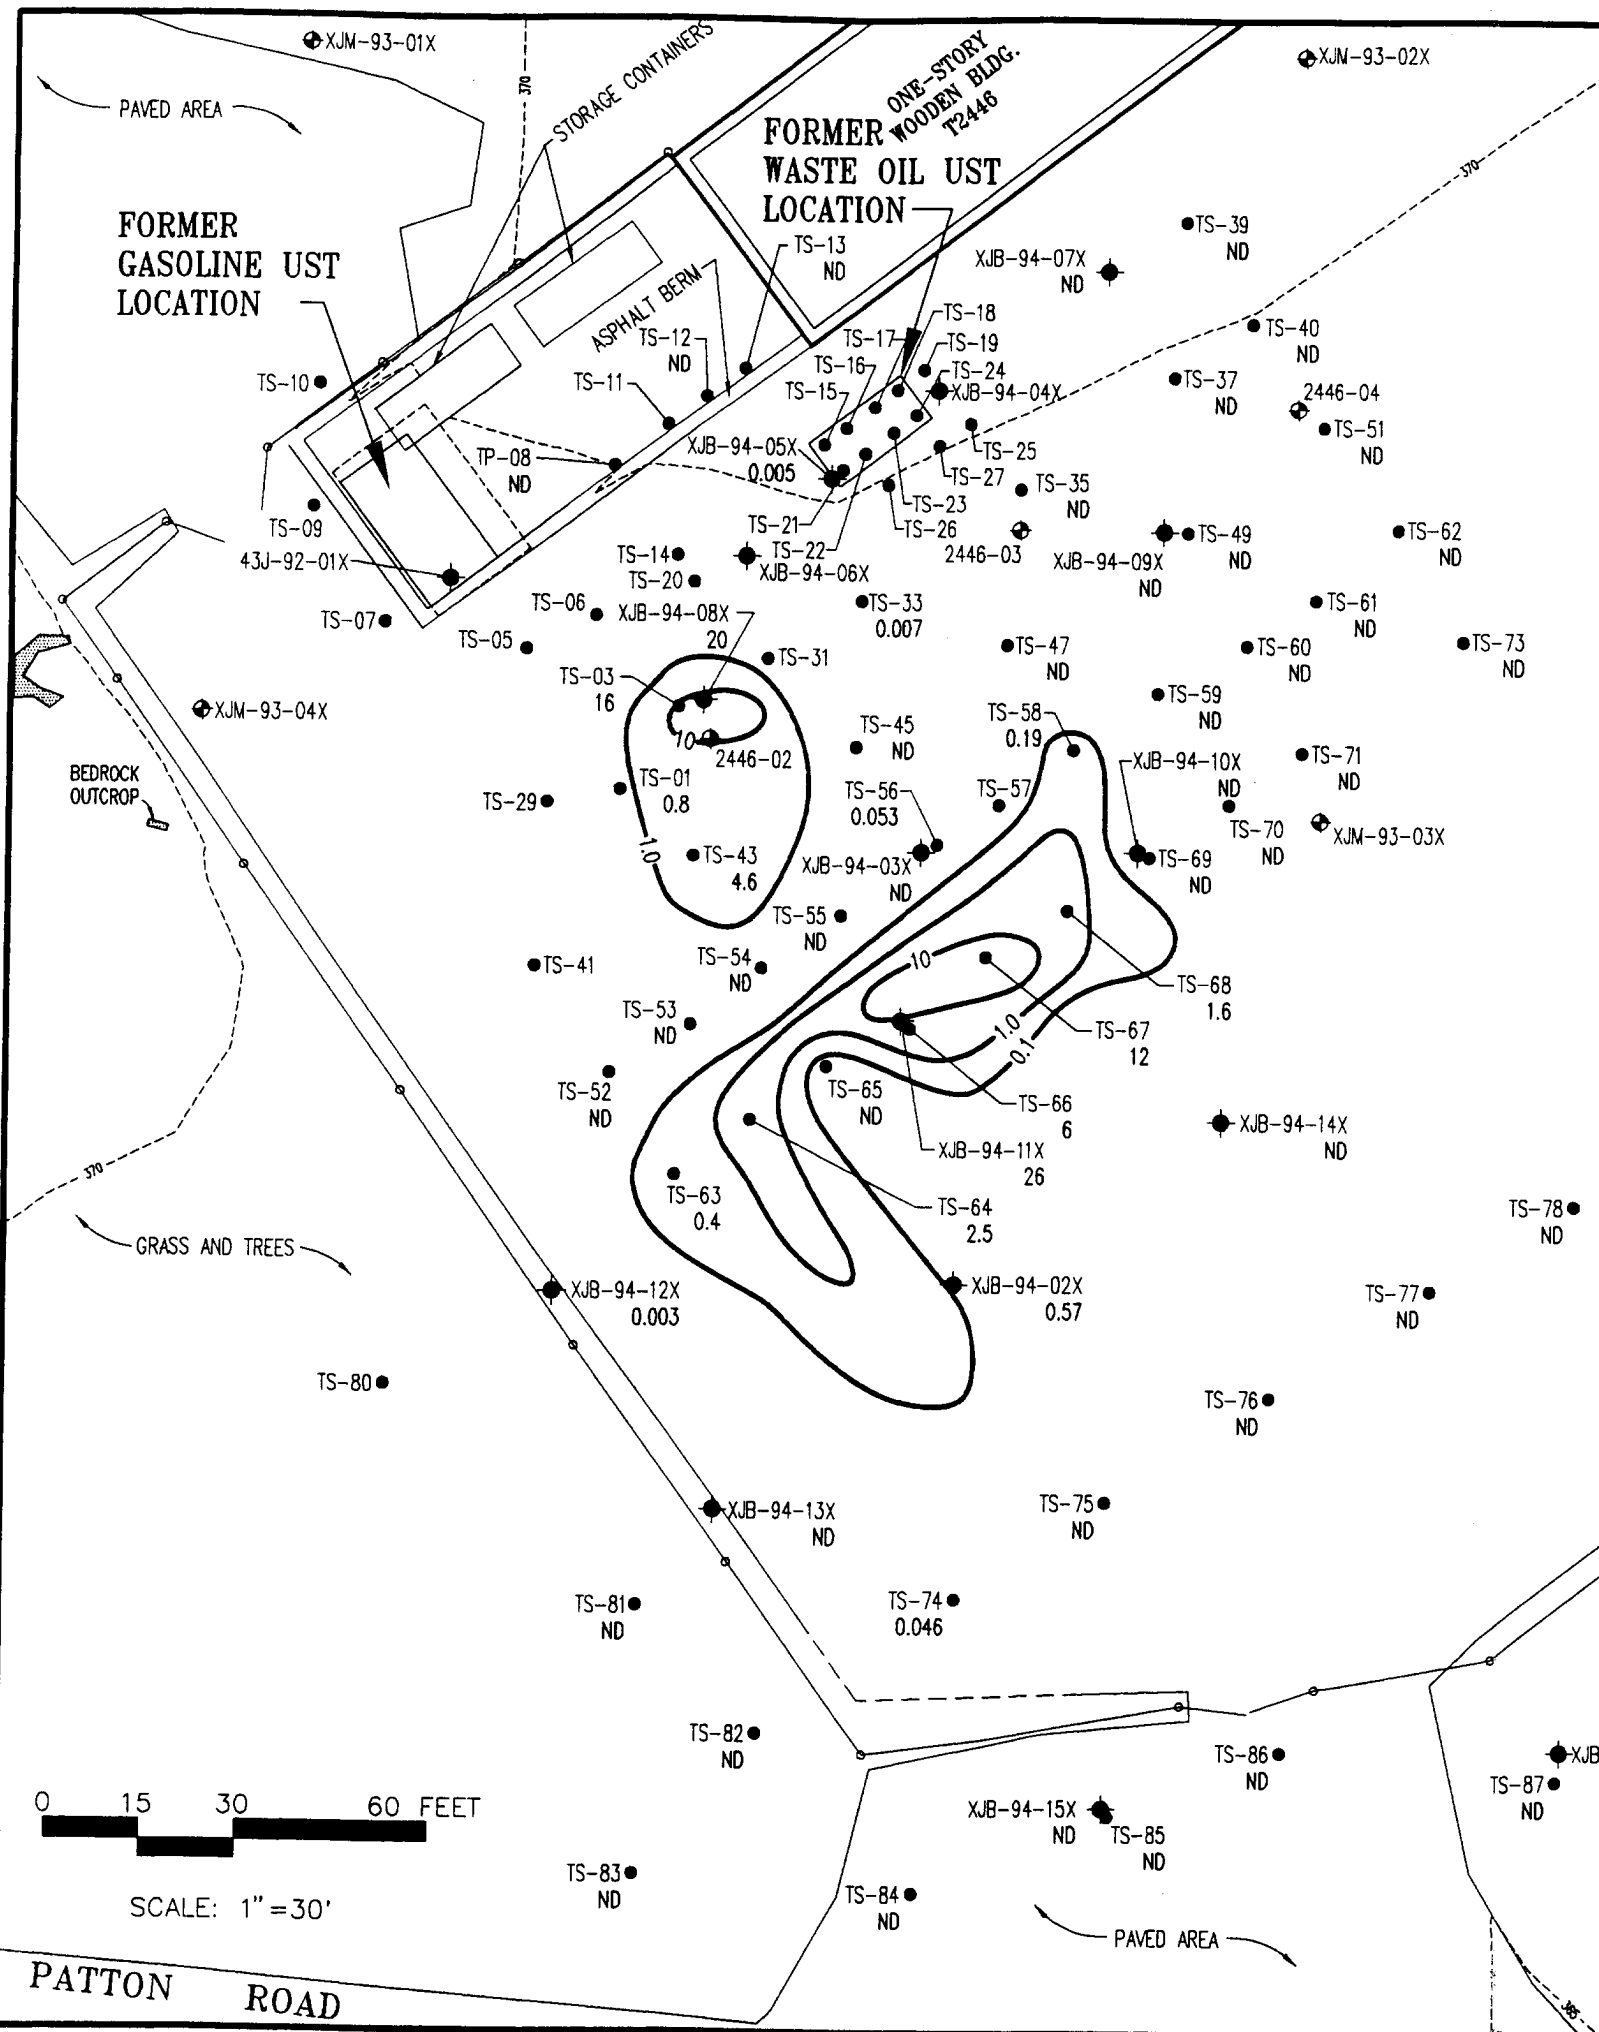 XJM-93-01X
370
STORAGE CONTAINERS
ONE-STORY
WOODEN BLDG.
T2446
XJM-93-02X
PAVED AREA
FORMER
WASTE OIL UST
LOCATION
370
FORMER
GASOLINE UST
LOCATION
TS-13
ND
ASPHALT BERM
XJB-94-07X
ND
TS-39
ND
TS-18
TS-17
TS-12
ND
TS-19
TS-40
ND
TS-16
TS-24
TS-10
TS-11
TS-15
XJB-94-04X
TS-37
ND
2446-04
TS-51
ND
XJB-94-05X
0.005
TS-25
TP-08
ND
TS-27
TS-35
ND
TS-23
TS-09
TS-21
TS-26
TS-22
2446-03
43J-92-01X
TS-14
XJB-94-06X
XJB-94-09X
ND
TS-49
ND
TS-62
ND
TS-20
TS-07
TS-06
XJB-94-08X
20
TS-33
0.007
TS-61
ND
TS-05
TS-31
TS-47
ND
TS-60
ND
TS-73
ND
TS-03
16
TS-59
ND
XJM-93-04X
TS-58
0.19
10
2446-02
TS-45
ND
XJB-94-10X
ND
TS-71
ND
BEDROCK
OUTCROP
TS-29
TS-01
0.8
TS-56
0.053
TS-57
TS-70
ND
XJM-93-03X
1.0
TS-43
4.6
XJB-94-03X
ND
TS-69
ND
TS-55
ND
TS-41
TS-54
ND
10
TS-68
1.6
TS-53
ND
1.0
0.1
TS-67
12
TS-52
ND
TS-65
ND
TS-66
6
XJB-94-14X
ND
XJB-94-11X
26
370
TS-63
0.4
TS-64
2.5
TS-78
ND
GRASS AND TREES
XJB-94-12X
0.003
XJB-94-02X
0.57
TS-77
ND
TS-80
TS-76
ND
XJB-94-13X
ND
TS-75
ND
TS-81
ND
TS-74
0.046
TS-82
ND
TS-86
ND
XJB
TS-87
ND
0 15 30 60 FEET
XJB-94-15X
ND
TS-85
ND
TS-83
ND
TS-84
ND
SCALE: 1"=30'
PAVED AREA
PATTON ROAD
365